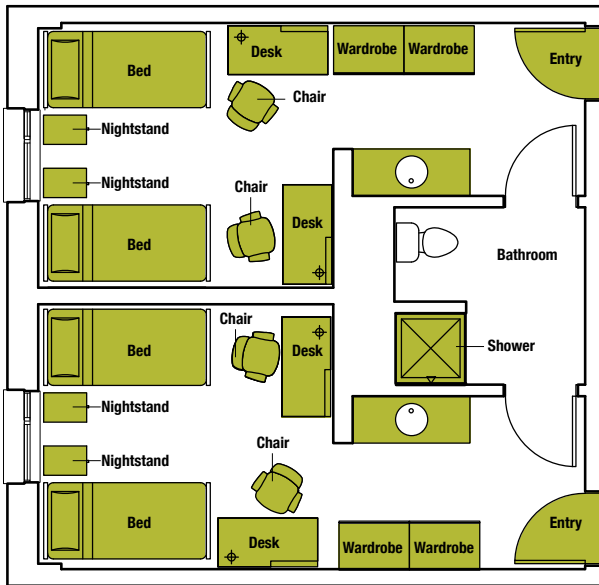 Bed
Desk
Wardrobe
Wardrobe
Entry
Chair
Nightstand
Nightstand
Chair
Bed
Desk
Bathroom
Chair
Bed
Desk
Shower
Nightstand
Chair
Nightstand
Bed
Desk
Wardrobe
Wardrobe
Entry